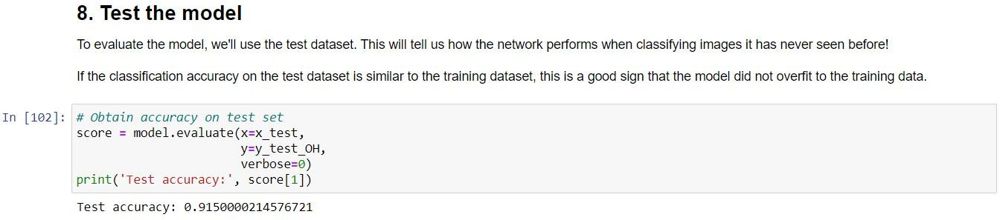 8. Test the model
To evaluate the model, we'll use the test dataset. This will tell us how the network performs when classifying images it has never seen before!
If the classification accuracy on the test dataset is similar to the training dataset, this is a good sign that the model did not overfit to the training data.
In [102]: # Obtain accuracy on test set
score = model.evaluate(x=x_test,
y=y_test_OH,
verbose=0)
print('Test accuracy:', score[1])
Test accuracy: 0.9150000214576721